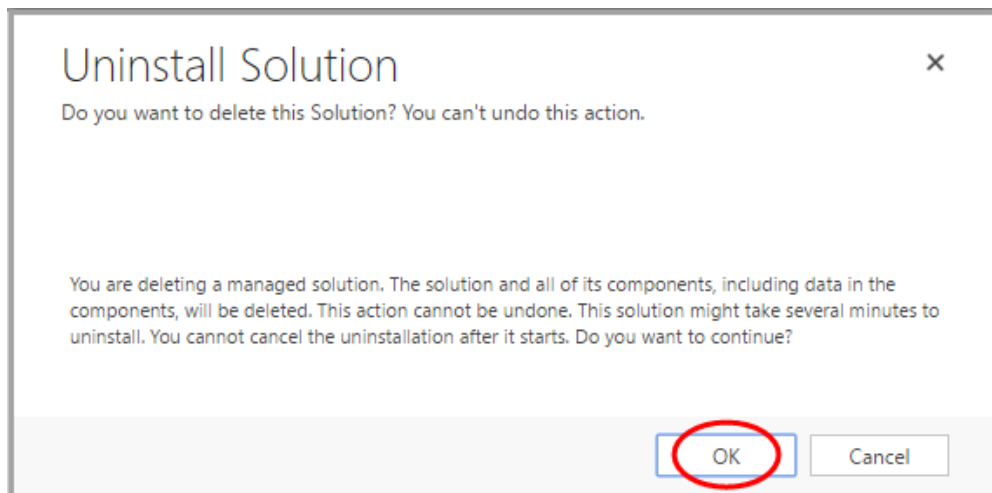 Uninstall Solution
Do you want to delete this Solution? You can't undo this action.
You are deleting a managed solution. The solution and all of its components, including data in the
components, will be deleted. This action cannot be undone. This solution might take several minutes to
uninstall. You cannot cancel the uninstallation after it starts. Do you want to continue?
OK Cancel